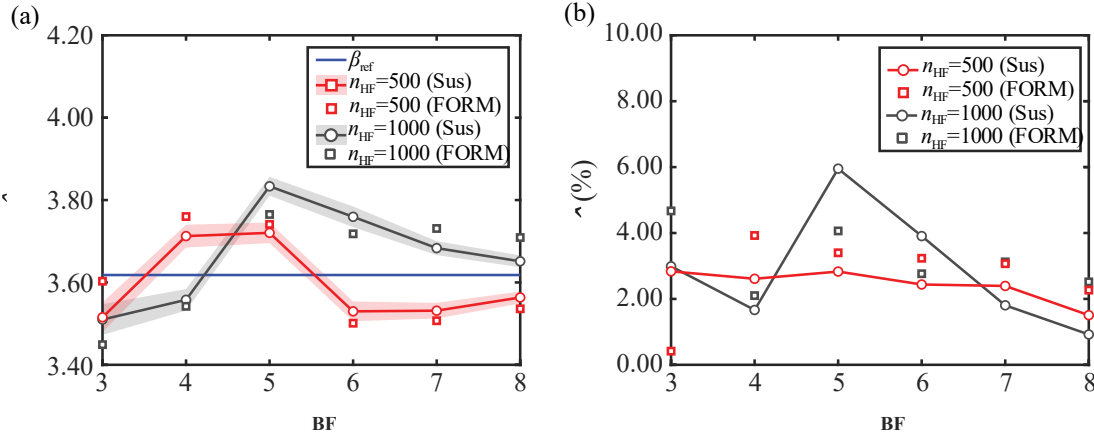 (a)
4.20
4.00
3.80
3.60
3.40
3 4 5 6 7 8
BF
β_ref
n_HF=500 (Sus)
n_HF=500 (FORM)
n_HF=1000 (Sus)
n_HF=1000 (FORM)
(b)
10.00
8.00
6.00
4.00
2.00
0.00
(%)
3 4 5 6 7 8
BF
n_HF=500 (Sus)
n_HF=500 (FORM)
n_HF=1000 (Sus)
n_HF=1000 (FORM)